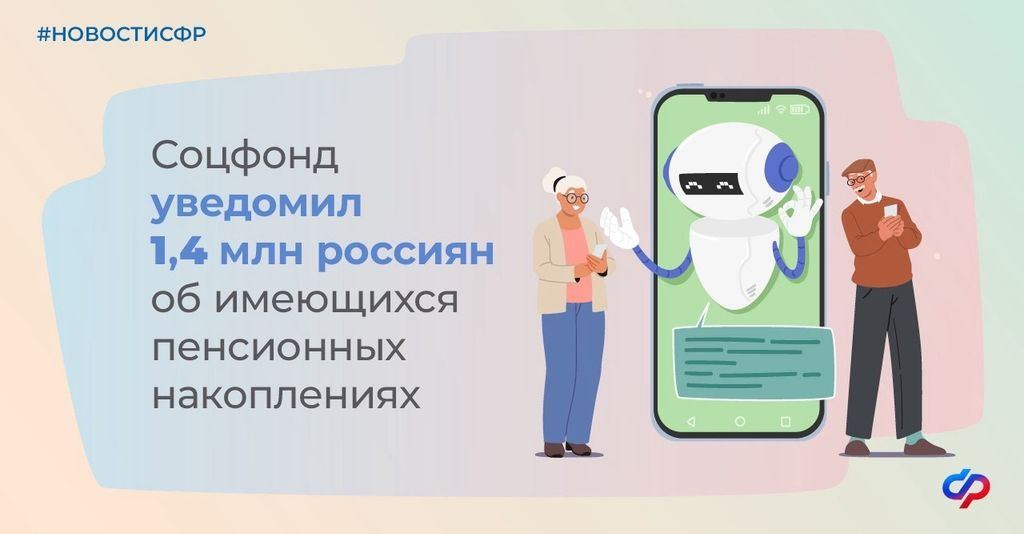 #НОВОСТИСФР
Соцфонд
уведомил
1,4 млн россиян
об имеющихся
пенсионных
накоплениях